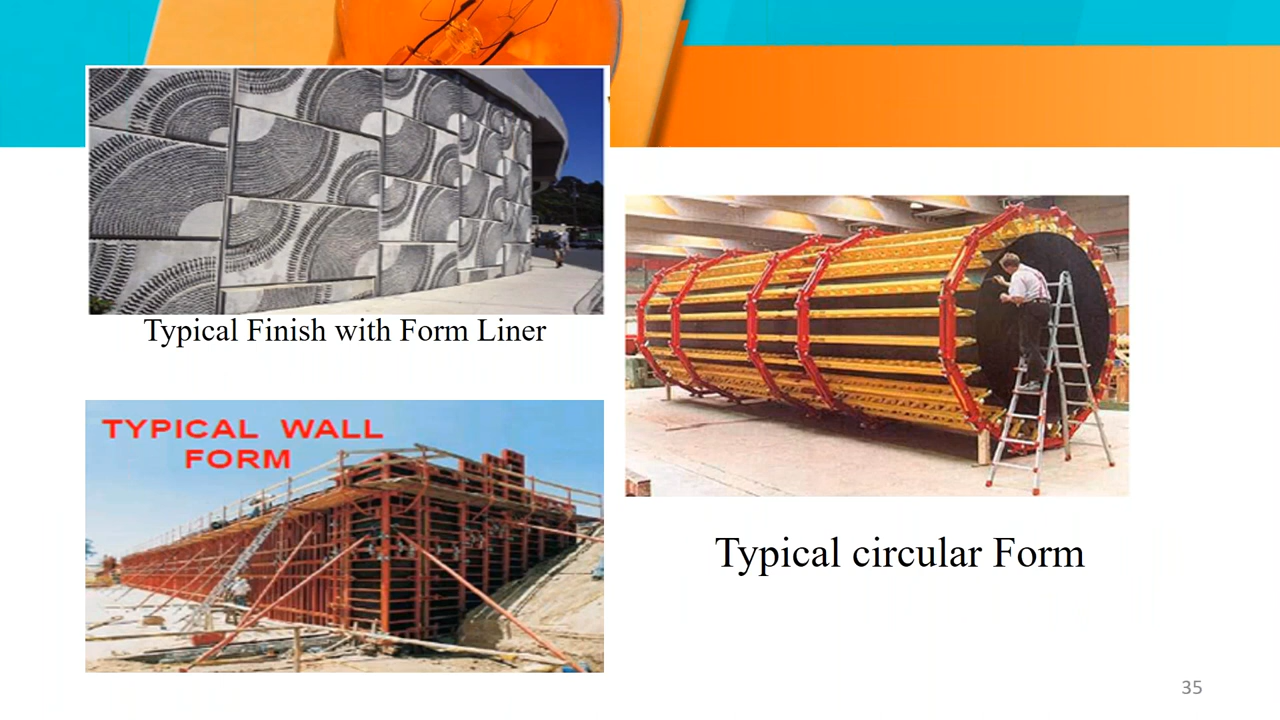 Typical Finish with Form Liner
TYPICAL WALL
FORM
Typical circular Form
35